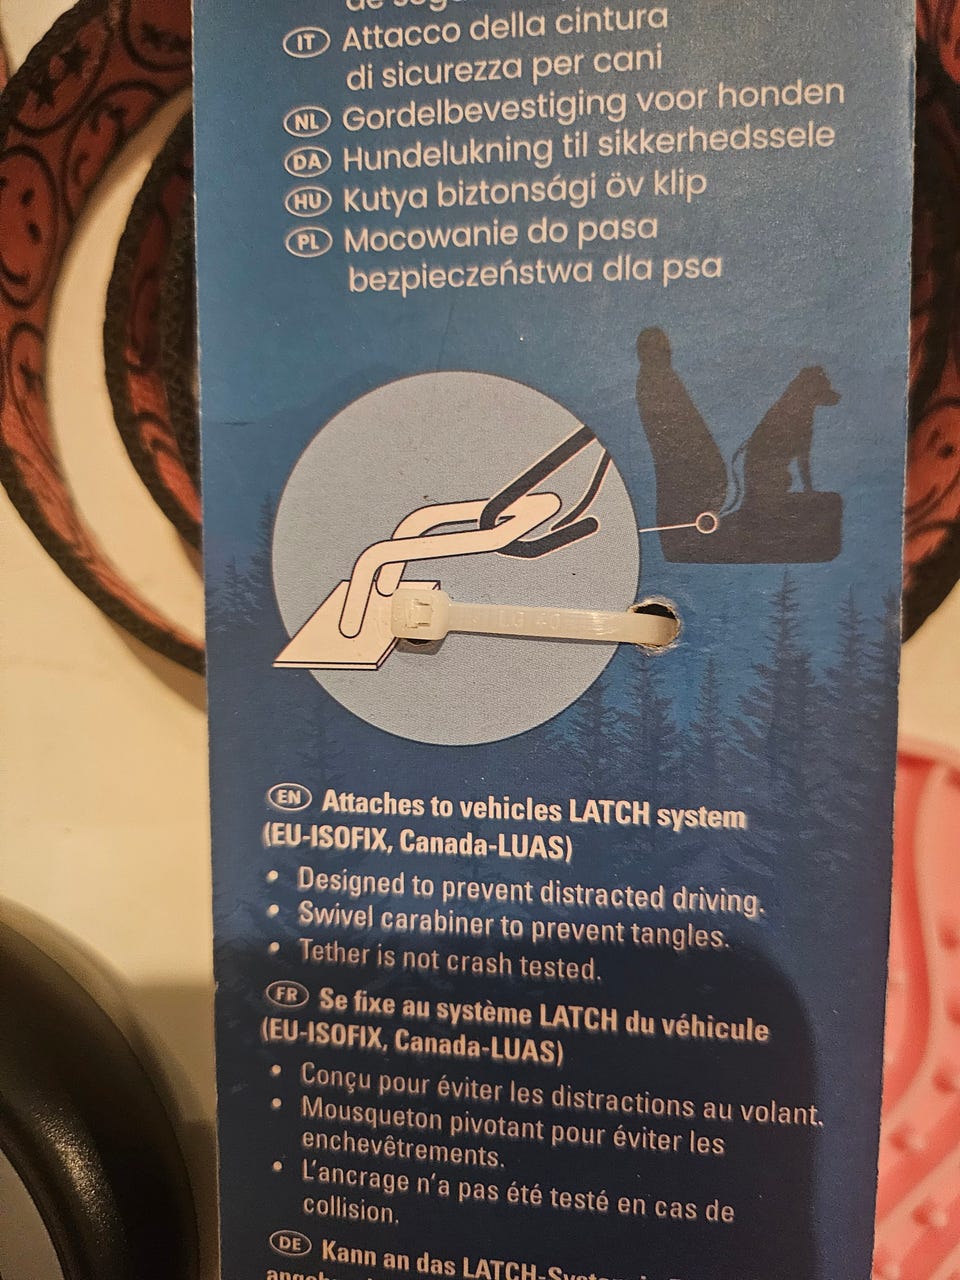 IT Attacco della cintura
di sicurezza per cani
NL Gordelbevestiging voor honden
DA Hundelukning til sikkerhedssele
HU Kutya biztonsági öv klip
PL Mocowanie do pasa
bezpieczeństwa dla psa
EN Attaches to vehicles LATCH system
(EU-ISOFIX, Canada-LUAS)
• Designed to prevent distracted driving.
• Swivel carabiner to prevent tangles.
• Tether is not crash tested.
FR Se fixe au système LATCH du véhicule
(EU-ISOFIX, Canada-LUAS)
• Conçu pour éviter les distractions au volant.
• Mousqueton pivotant pour éviter les
enchevêtrements.
• L'ancrage n'a pas été testé en cas de
collision.
DE Kann an das LATCH-System